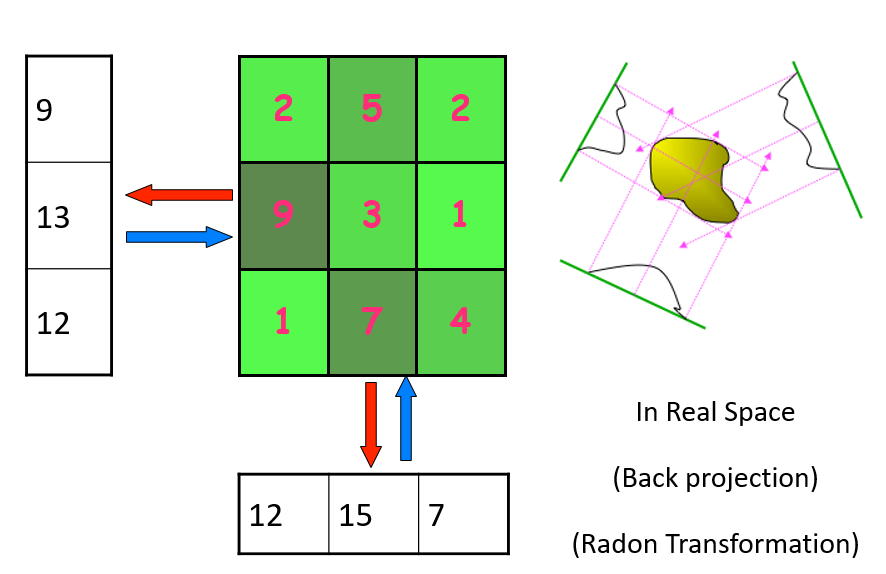 9
2 5 2
13
9 3 1
12
1 7 4
12 15 7
In Real Space
(Back projection)
(Radon Transformation)